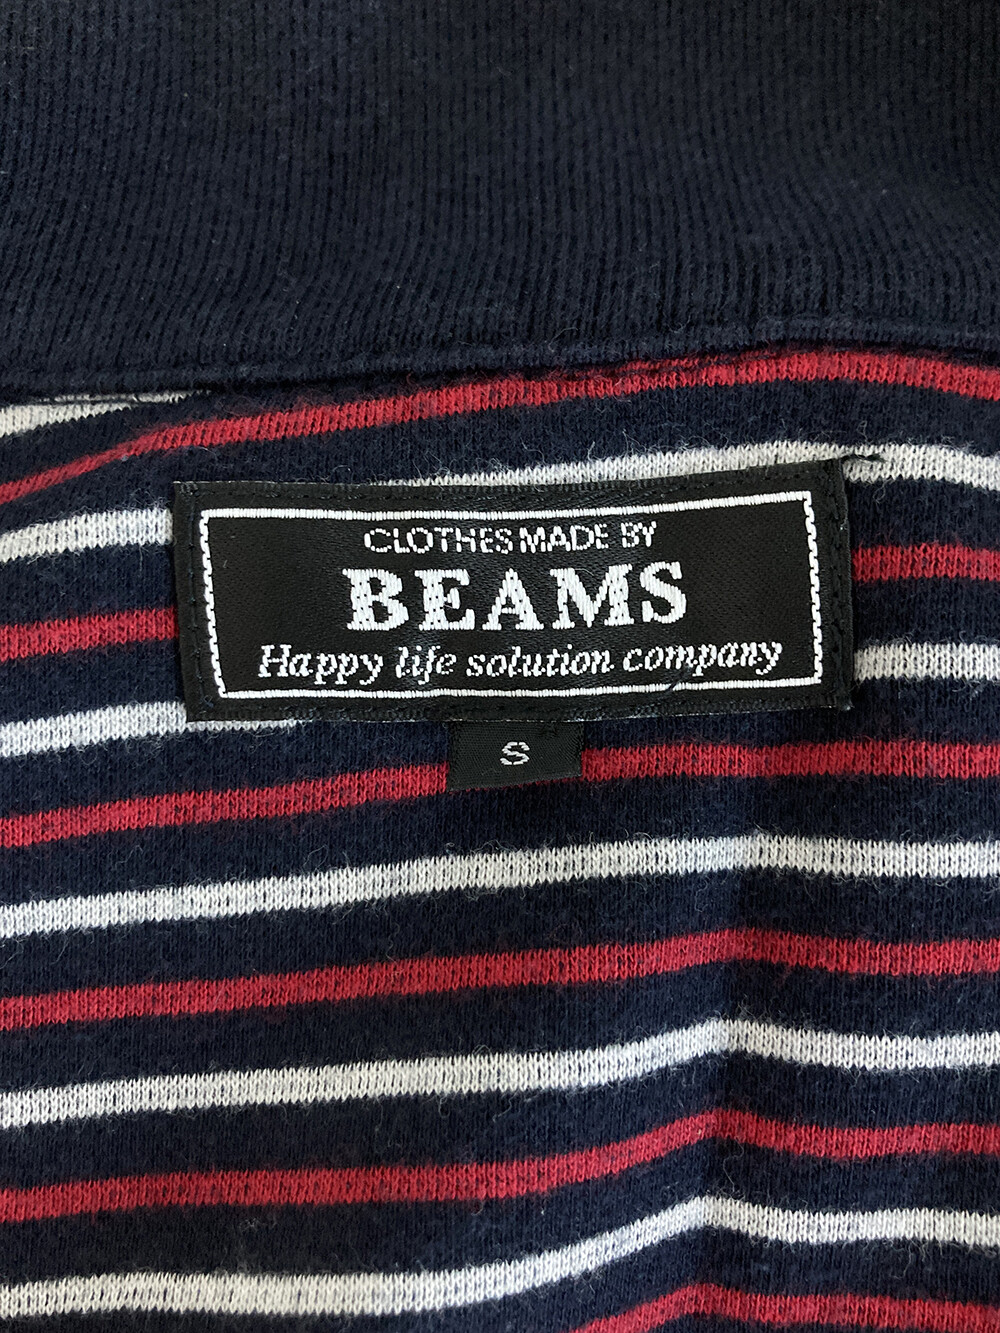 CLOTHES MADE BY
BEAMS
Happy life solution company
S